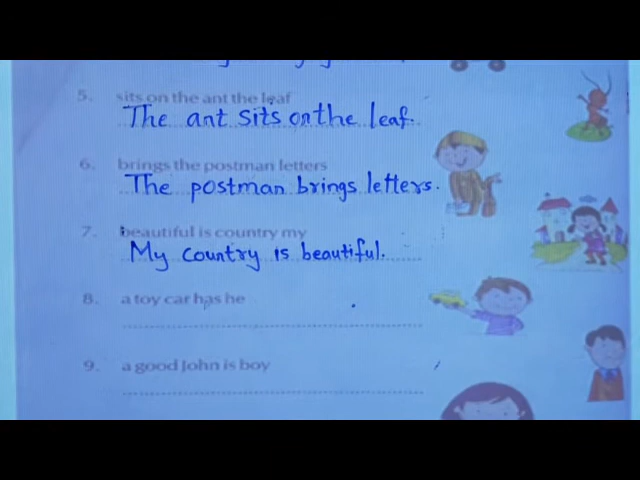 5. sits on the ant the leaf
The ant sits on the leaf.
6. brings the postman letters
The postman brings letters.
7. beautiful is country my
My country is beautiful.
8. a toy car has he
9. a good John is boy